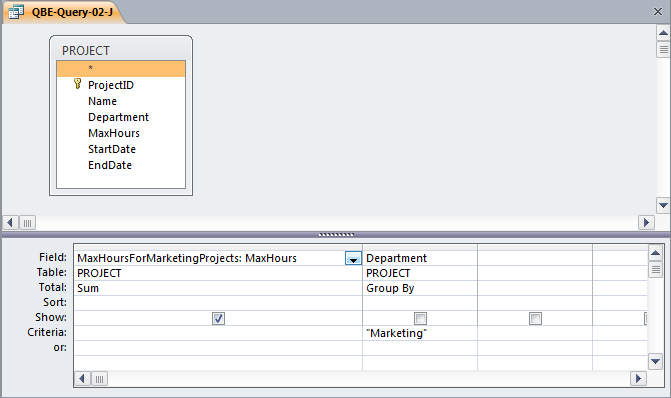 QBE-Query-02-J
PROJECT
*
ProjectID
Name
Department
MaxHours
StartDate
EndDate
Field: MaxHoursForMarketingProjects: MaxHours Department
Table: PROJECT PROJECT
Total: Sum Group By
Sort:
Show:
Criteria: "Marketing"
or: